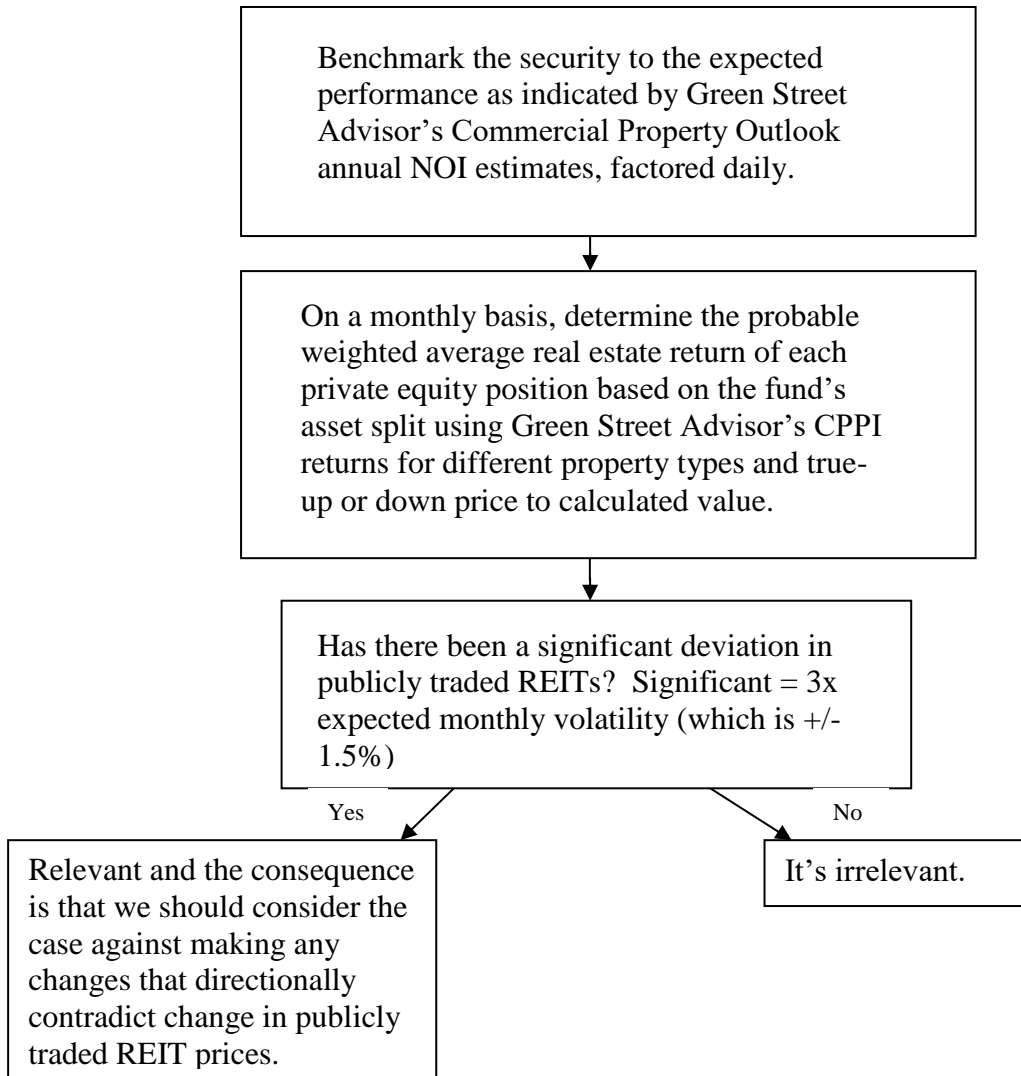 Benchmark the security to the expected
performance as indicated by Green Street
Advisor’s Commercial Property Outlook
annual NOI estimates, factored daily.
On a monthly basis, determine the probable
weighted average real estate return of each
private equity position based on the fund’s
asset split using Green Street Advisor’s CPPI
returns for different property types and true-
up or down price to calculated value.
Has there been a significant deviation in
publicly traded REITs?  Significant = 3x
expected monthly volatility (which is +/-
1.5%)
Yes
No
Relevant and the consequence
is that we should consider the
case against making any
changes that directionally
contradict change in publicly
traded REIT prices.
It’s irrelevant.